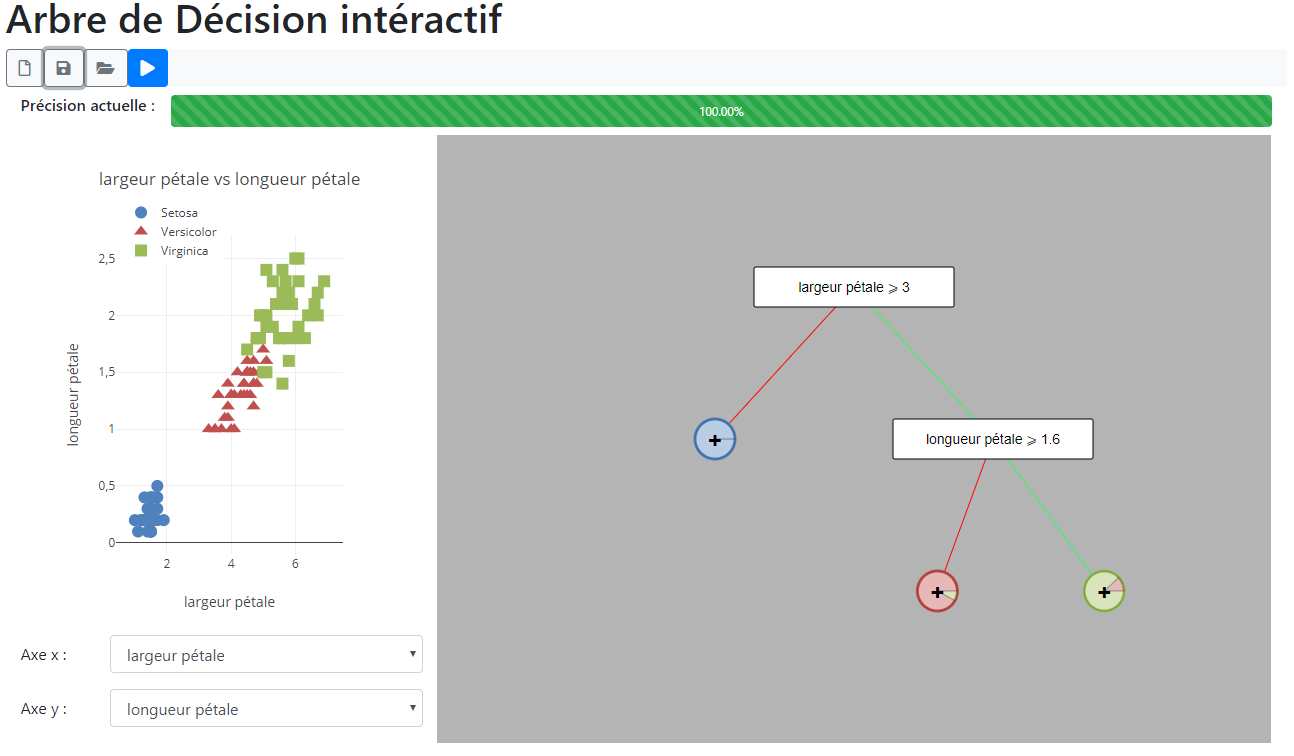 Arbre de Décision intéractif
Précision actuelle :
100.00%
largeur pétale vs longueur pétale
Setosa
Versicolor
Virginica
2,5
2
1,5
1
0,5
0
longueur pétale
2 4 6
largeur pétale
Axe x : largeur pétale
Axe y : longueur pétale
largeur pétale ⩾ 3
longueur pétale ⩾ 1.6